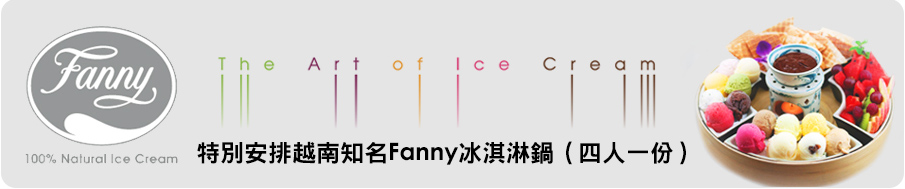 Fanny
100% Natural Ice Cream
The Art of Ice Cream
特別安排越南知名Fanny冰淇淋鍋（四人一份）